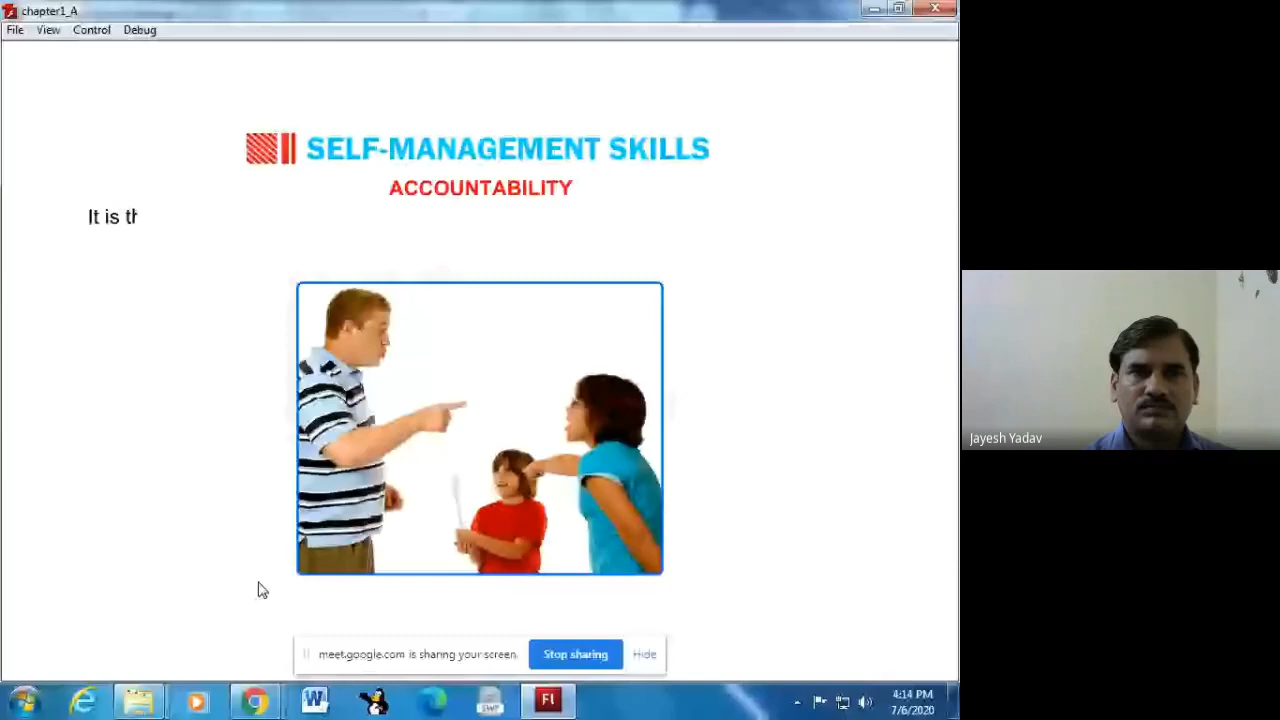 chapter1_A
File View Control Debug
SELF-MANAGEMENT SKILLS
ACCOUNTABILITY
It is th
Jayesh Yadav
meet.google.com is sharing your screen.
Stop sharing
Hide
4:14 PM
7/6/2020